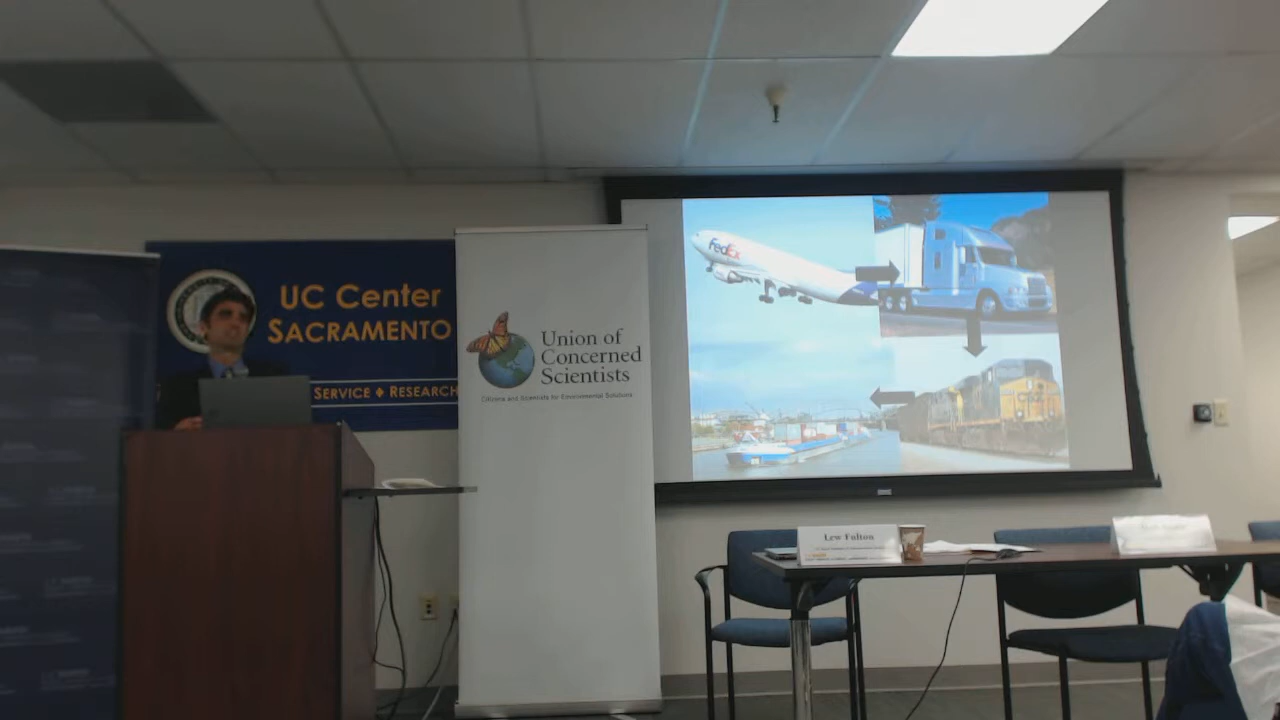 UC Center
SACRAMENTO
SERVICE ♦ RESEARCH
Union of
Concerned
Scientists
Citizens and Scientists for Environmental Solutions
FedEx
Lew Fulton